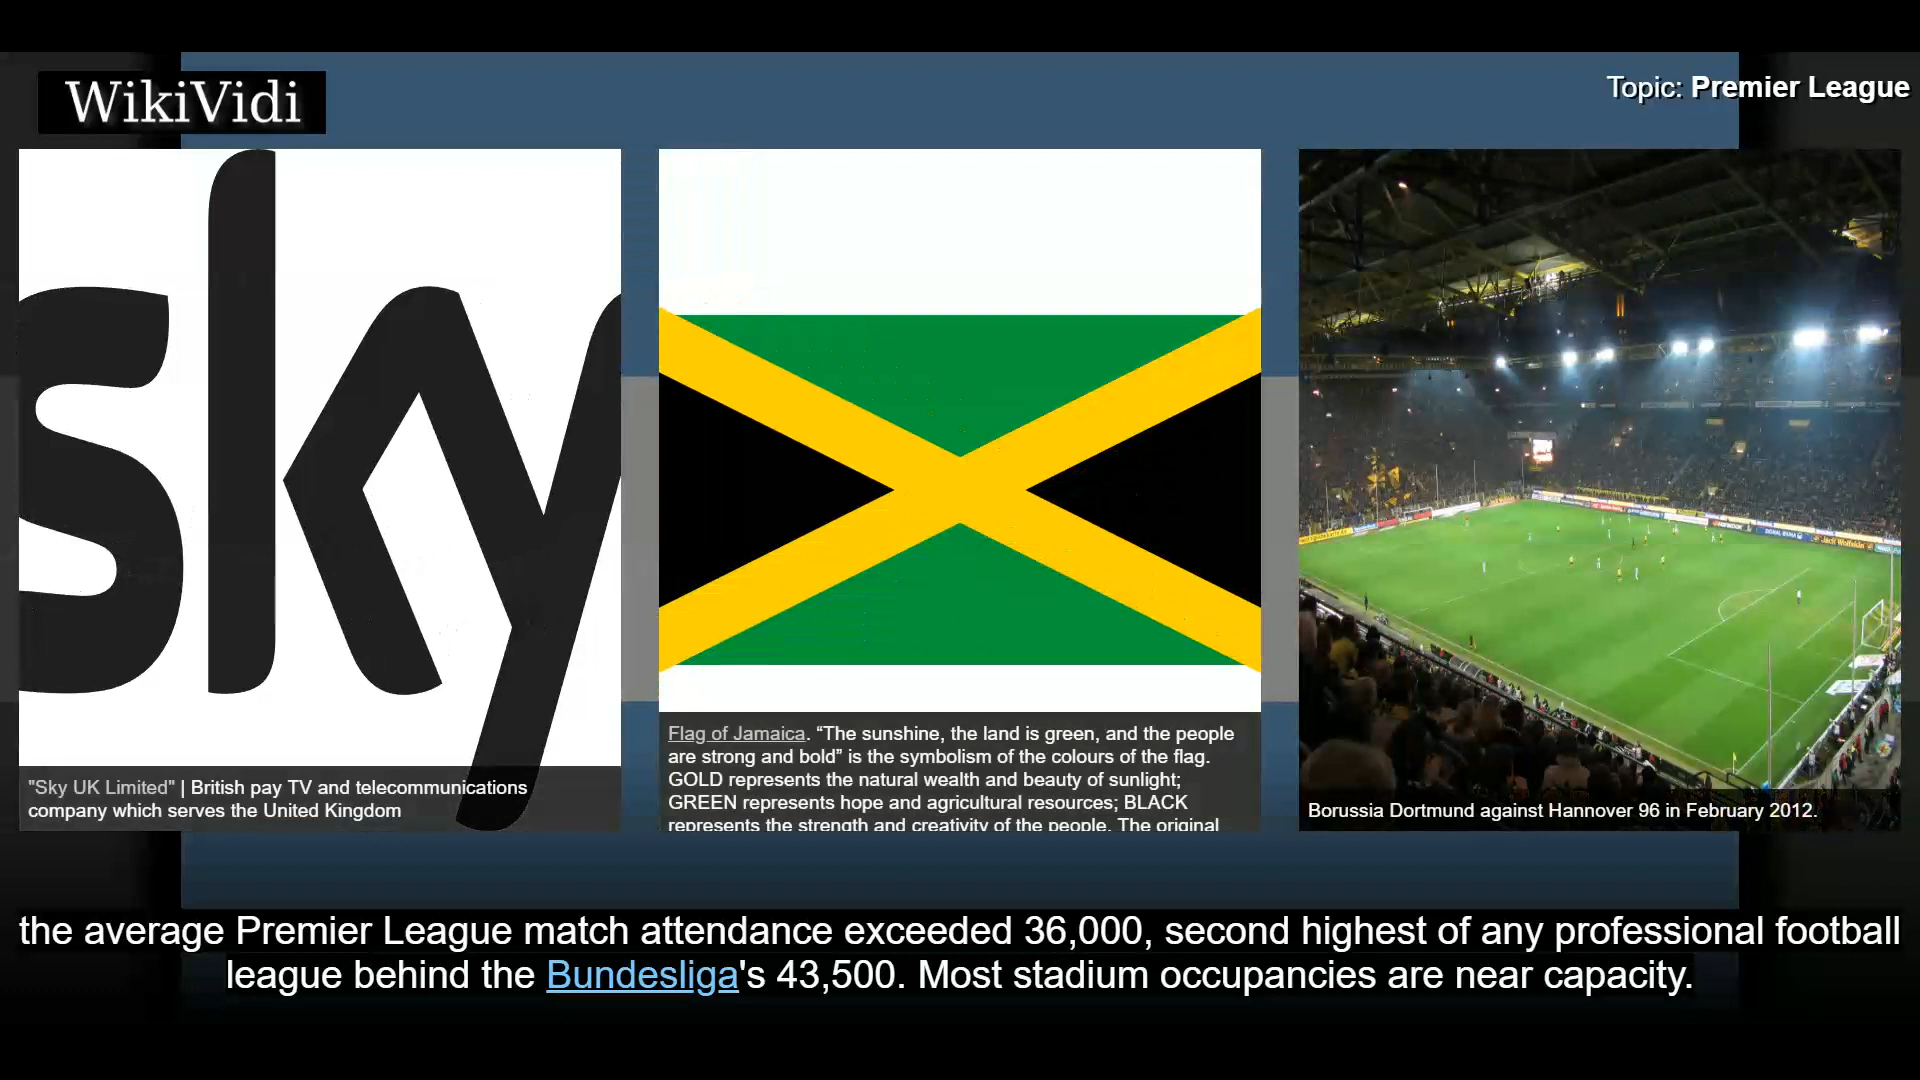 WikiVidi
Topic: Premier League
sky
"Sky UK Limited" | British pay TV and telecommunications
company which serves the United Kingdom
Flag of Jamaica. “The sunshine, the land is green, and the people
are strong and bold” is the symbolism of the colours of the flag.
GOLD represents the natural wealth and beauty of sunlight;
GREEN represents hope and agricultural resources; BLACK
represents the strength and creativity of the people. The original
Borussia Dortmund against Hannover 96 in February 2012.
the average Premier League match attendance exceeded 36,000, second highest of any professional football
league behind the Bundesliga's 43,500. Most stadium occupancies are near capacity.